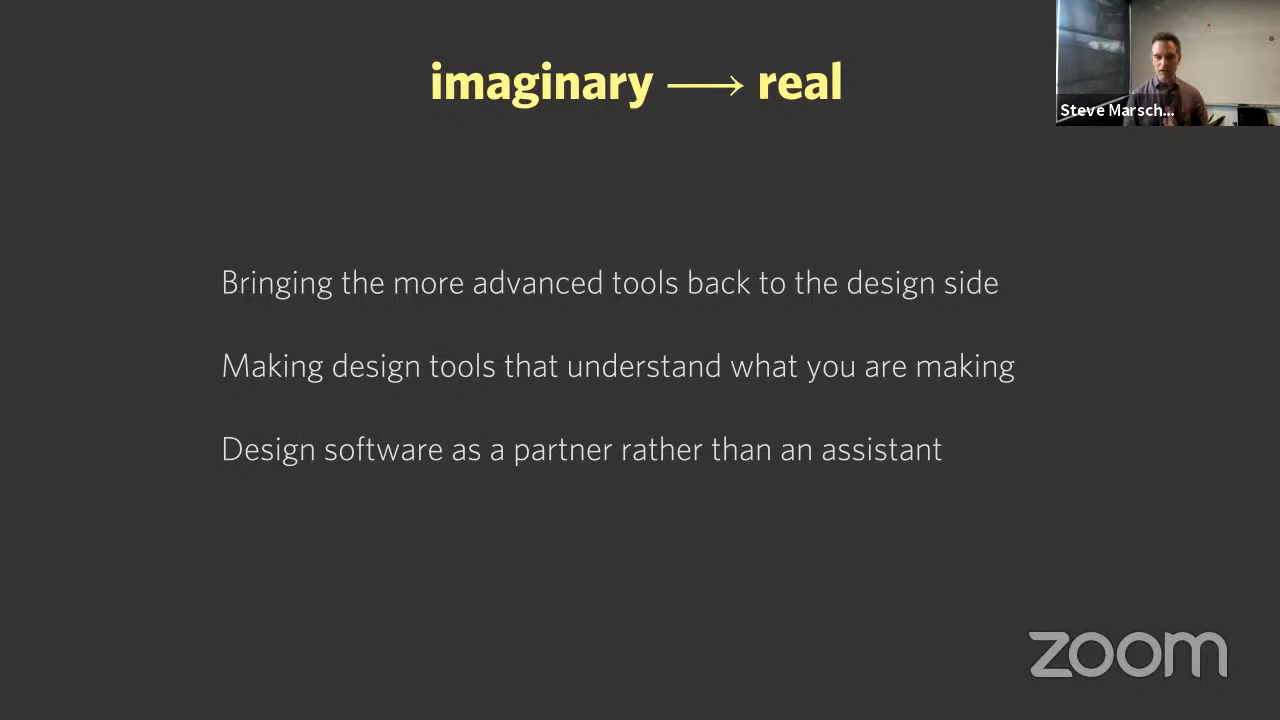 imaginary ⟶ real
Steve Marsch...
Bringing the more advanced tools back to the design side
Making design tools that understand what you are making
Design software as a partner rather than an assistant
zoom